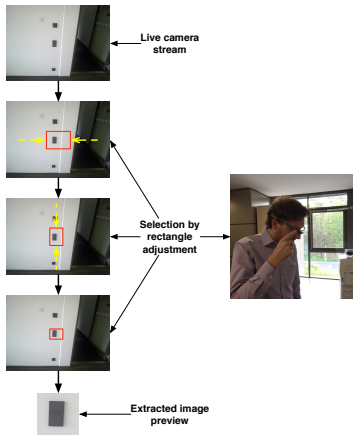 Live camera
stream
Selection by
rectangle
adjustment
Extracted image
preview